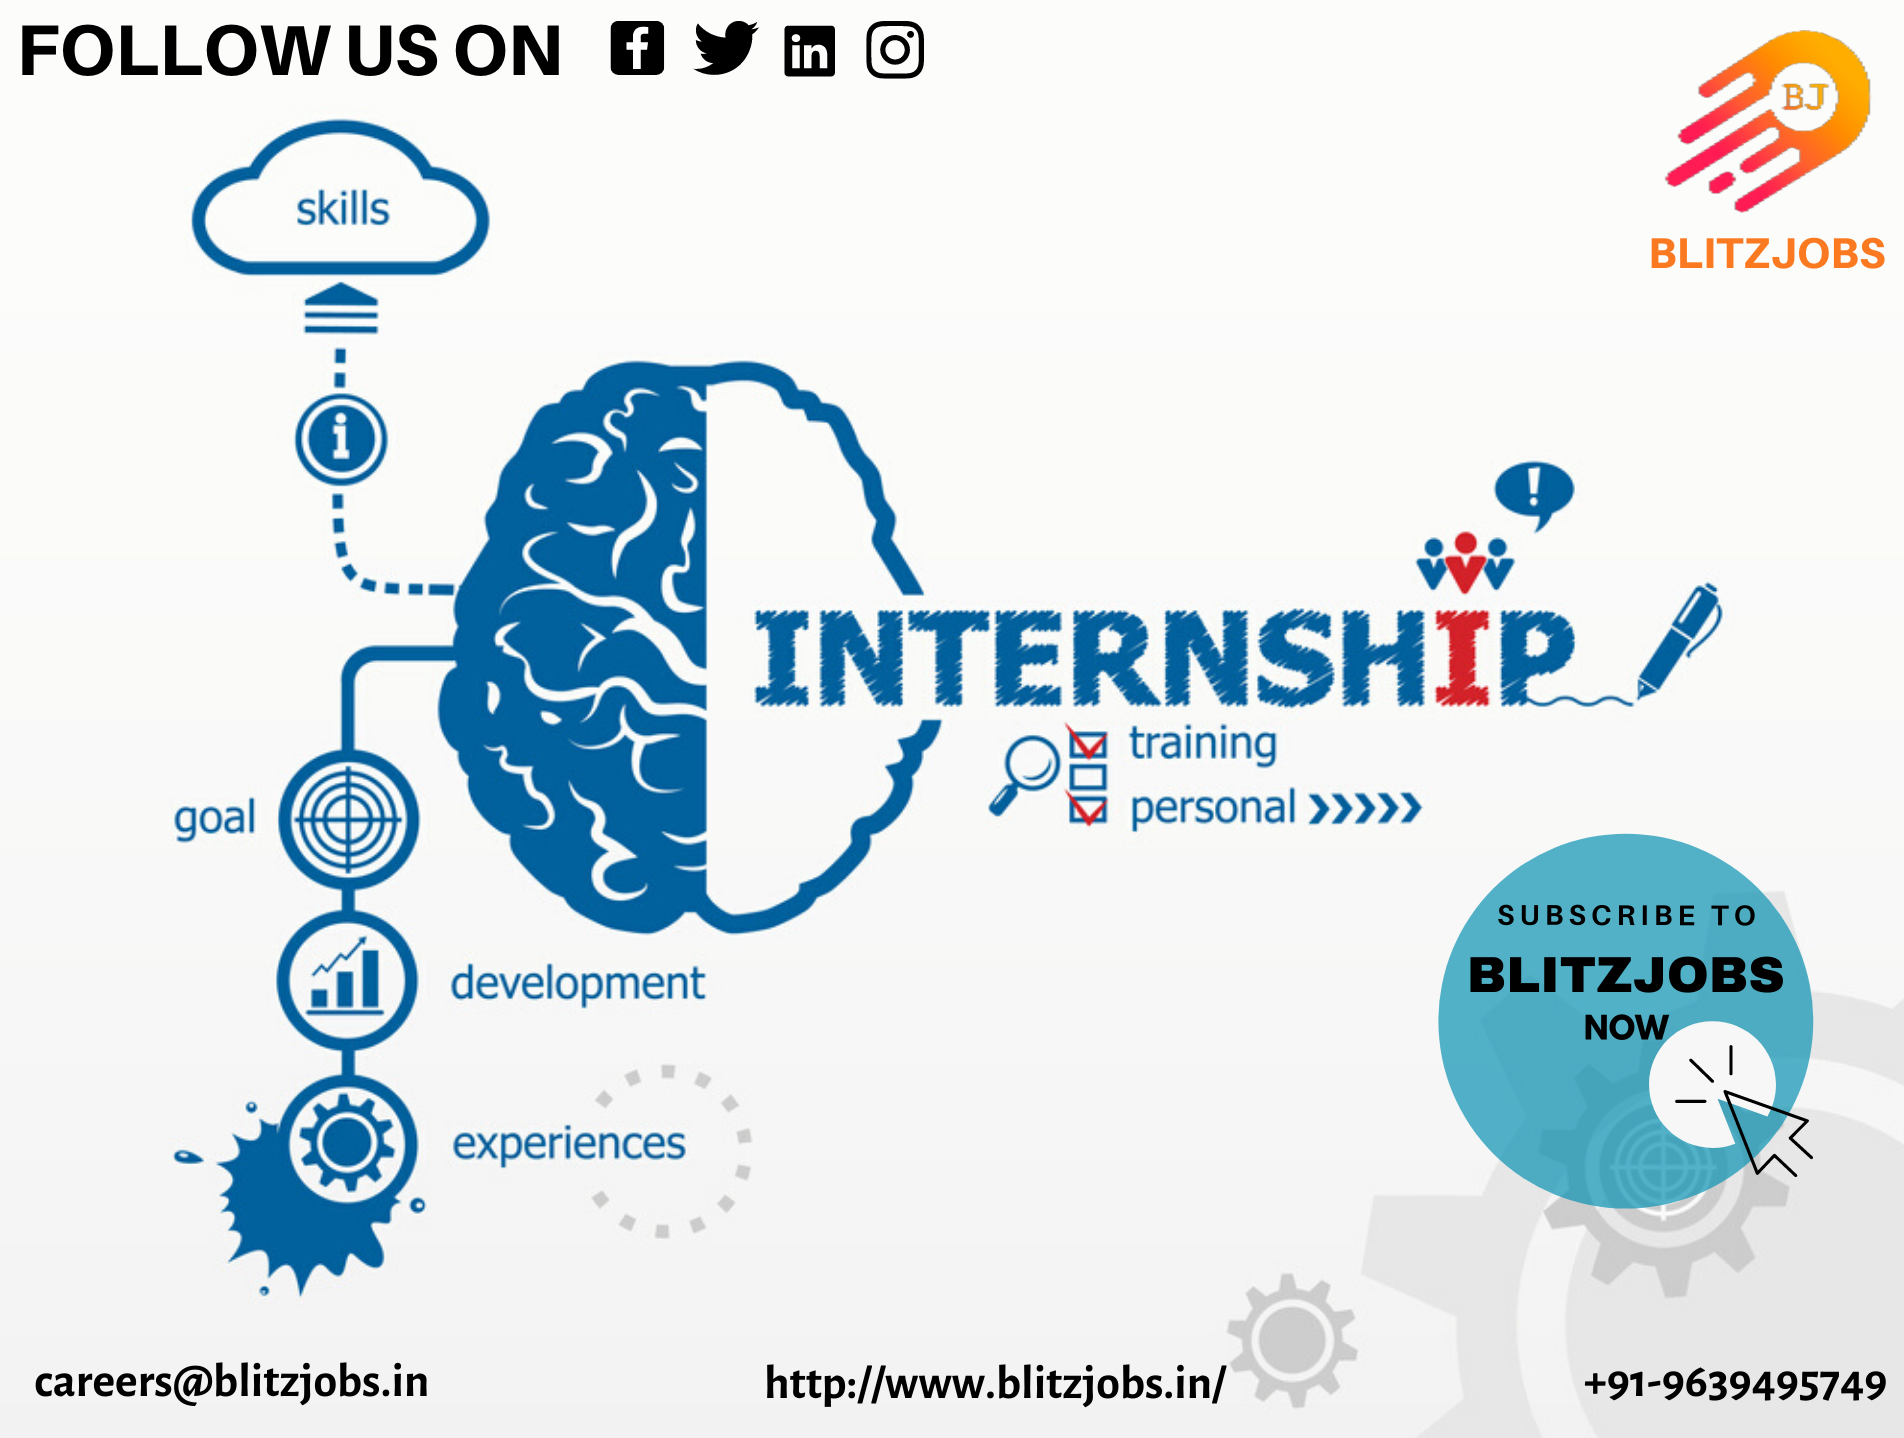 FOLLOW US ON
BJ
BLITZJOBS
skills
INTERNSHIP
training
personal
goal
development
experiences
SUBSCRIBE TO
BLITZJOBS
NOW
careers@blitzjobs.in
http://www.blitzjobs.in/
+91-9639495749